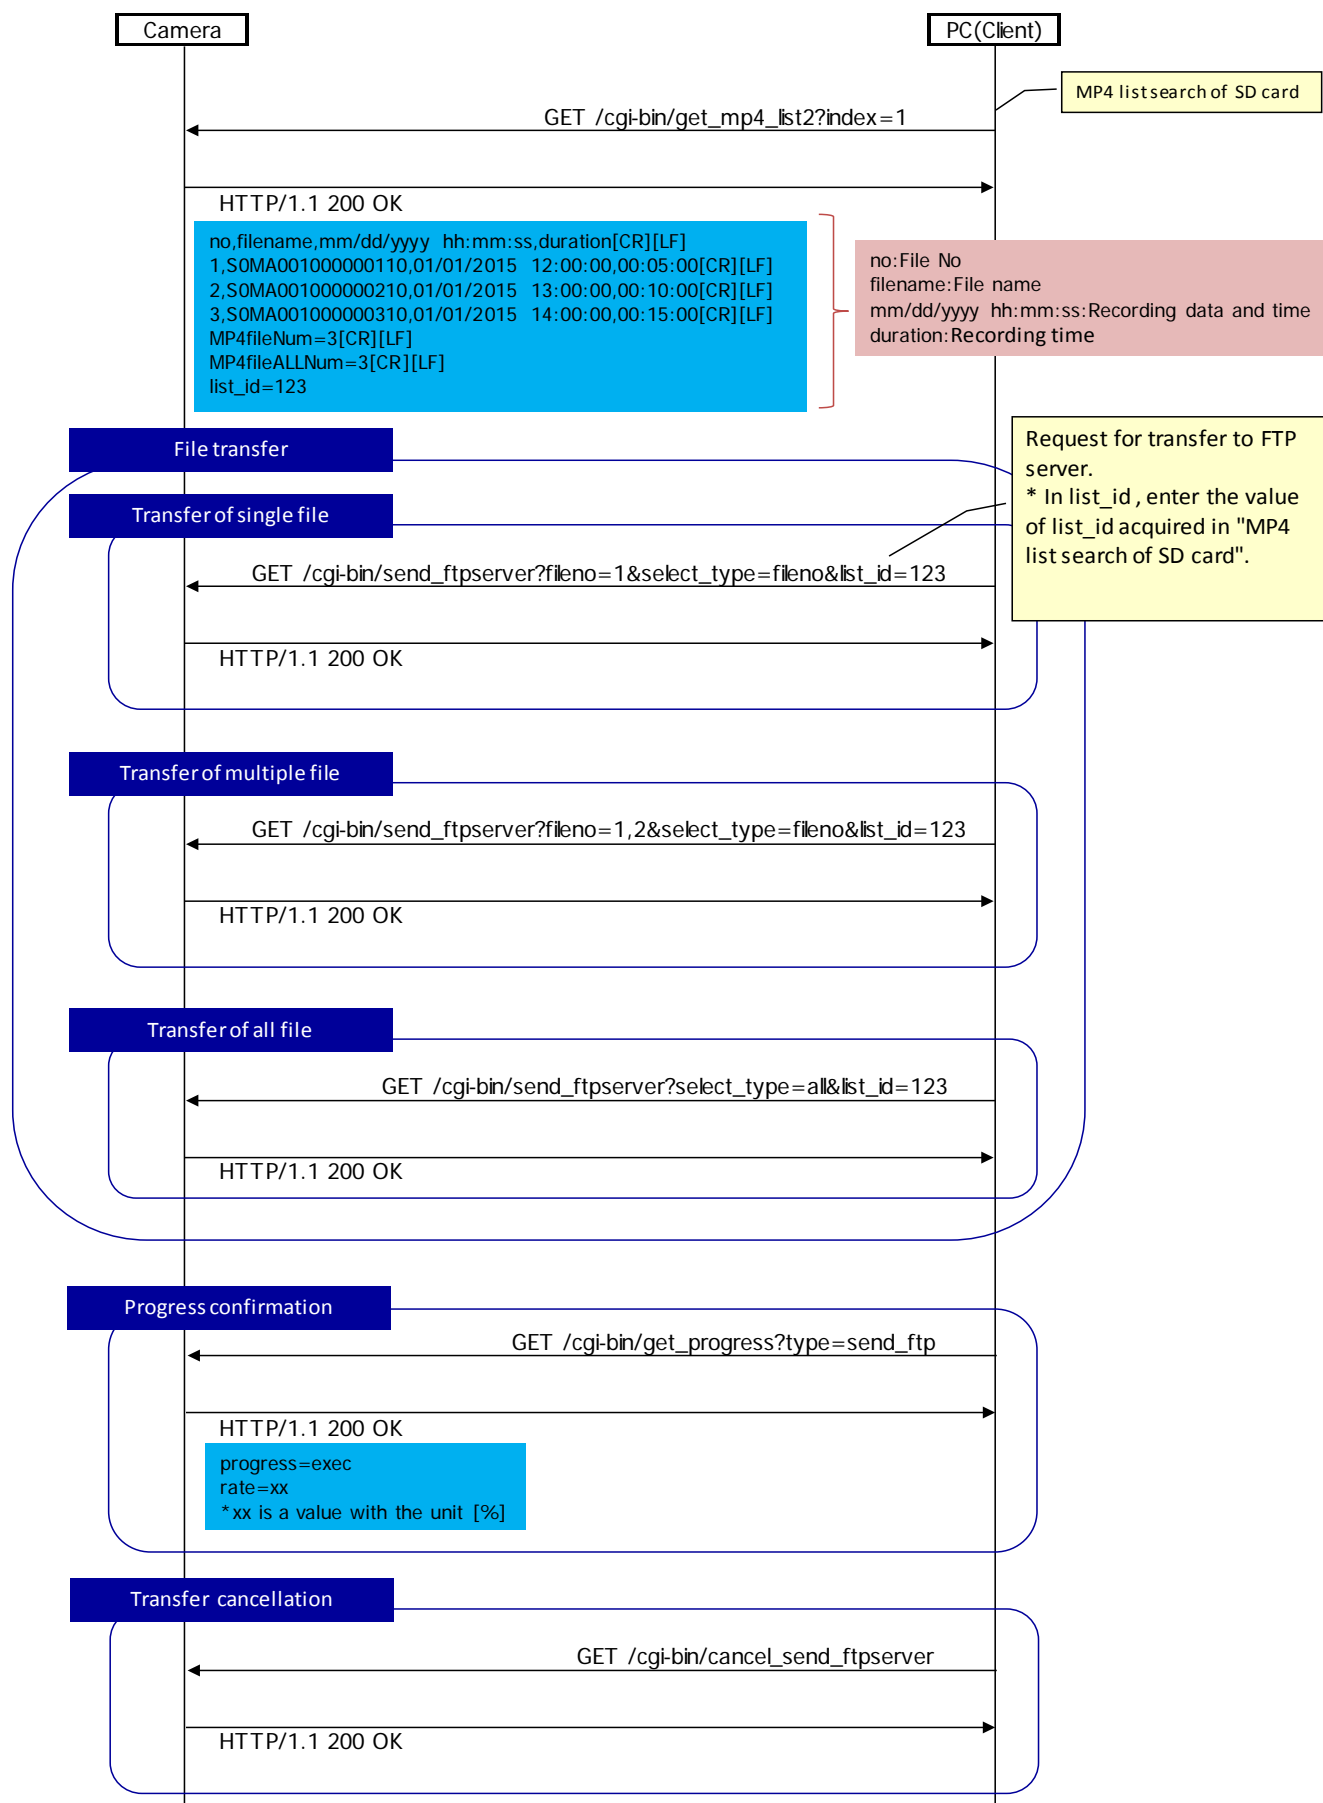 Camera
PC(Client)
MP4 list search of SD card
GET /cgi-bin/get_mp4_list2?index=1
HTTP/1.1 200 OK
no,filename,mm/dd/yyyy hh:mm:ss,duration[CR][LF]
1,S0MA001000000110,01/01/2015 12:00:00,00:05:00[CR][LF]
2,S0MA001000000210,01/01/2015 13:00:00,00:10:00[CR][LF]
3,S0MA001000000310,01/01/2015 14:00:00,00:15:00[CR][LF]
MP4fileNum=3[CR][LF]
MP4fileALLNum=3[CR][LF]
list_id=123
no:File No
filename:File name
mm/dd/yyyy hh:mm:ss:Recording data and time
duration:Recording time
File transfer
Request for transfer to FTP
server.
* In list_id , enter the value
of list_id acquired in "MP4
list search of SD card".
Transfer of single file
GET /cgi-bin/send_ftpserver?fileno=1&select_type=fileno&list_id=123
HTTP/1.1 200 OK
Transfer of multiple file
GET /cgi-bin/send_ftpserver?fileno=1,2&select_type=fileno&list_id=123
HTTP/1.1 200 OK
Transfer of all file
GET /cgi-bin/send_ftpserver?select_type=all&list_id=123
HTTP/1.1 200 OK
Progress confirmation
GET /cgi-bin/get_progress?type=send_ftp
HTTP/1.1 200 OK
progress=exec
rate=xx
*xx is a value with the unit [%]
Transfer cancellation
GET /cgi-bin/cancel_send_ftpserver
HTTP/1.1 200 OK